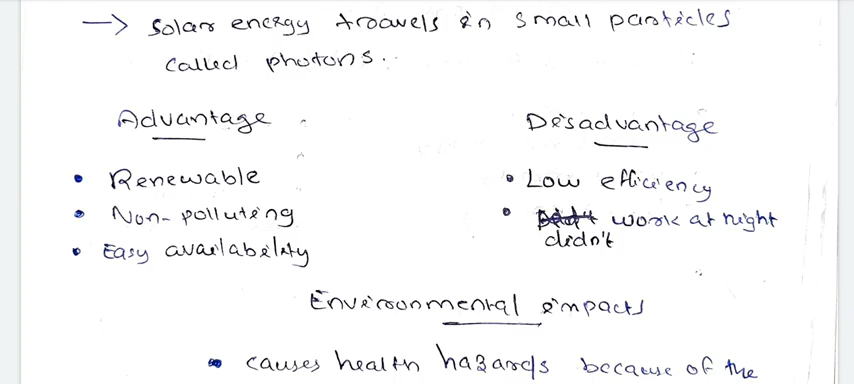 → Solar energy travels in small particles
called photons.
Advantage
• Renewable
• Non-polluting
• Easy availability
Disadvantage
• Low efficiency
• work at night
didn't
Environmental impacts
• causes health hazards because of the